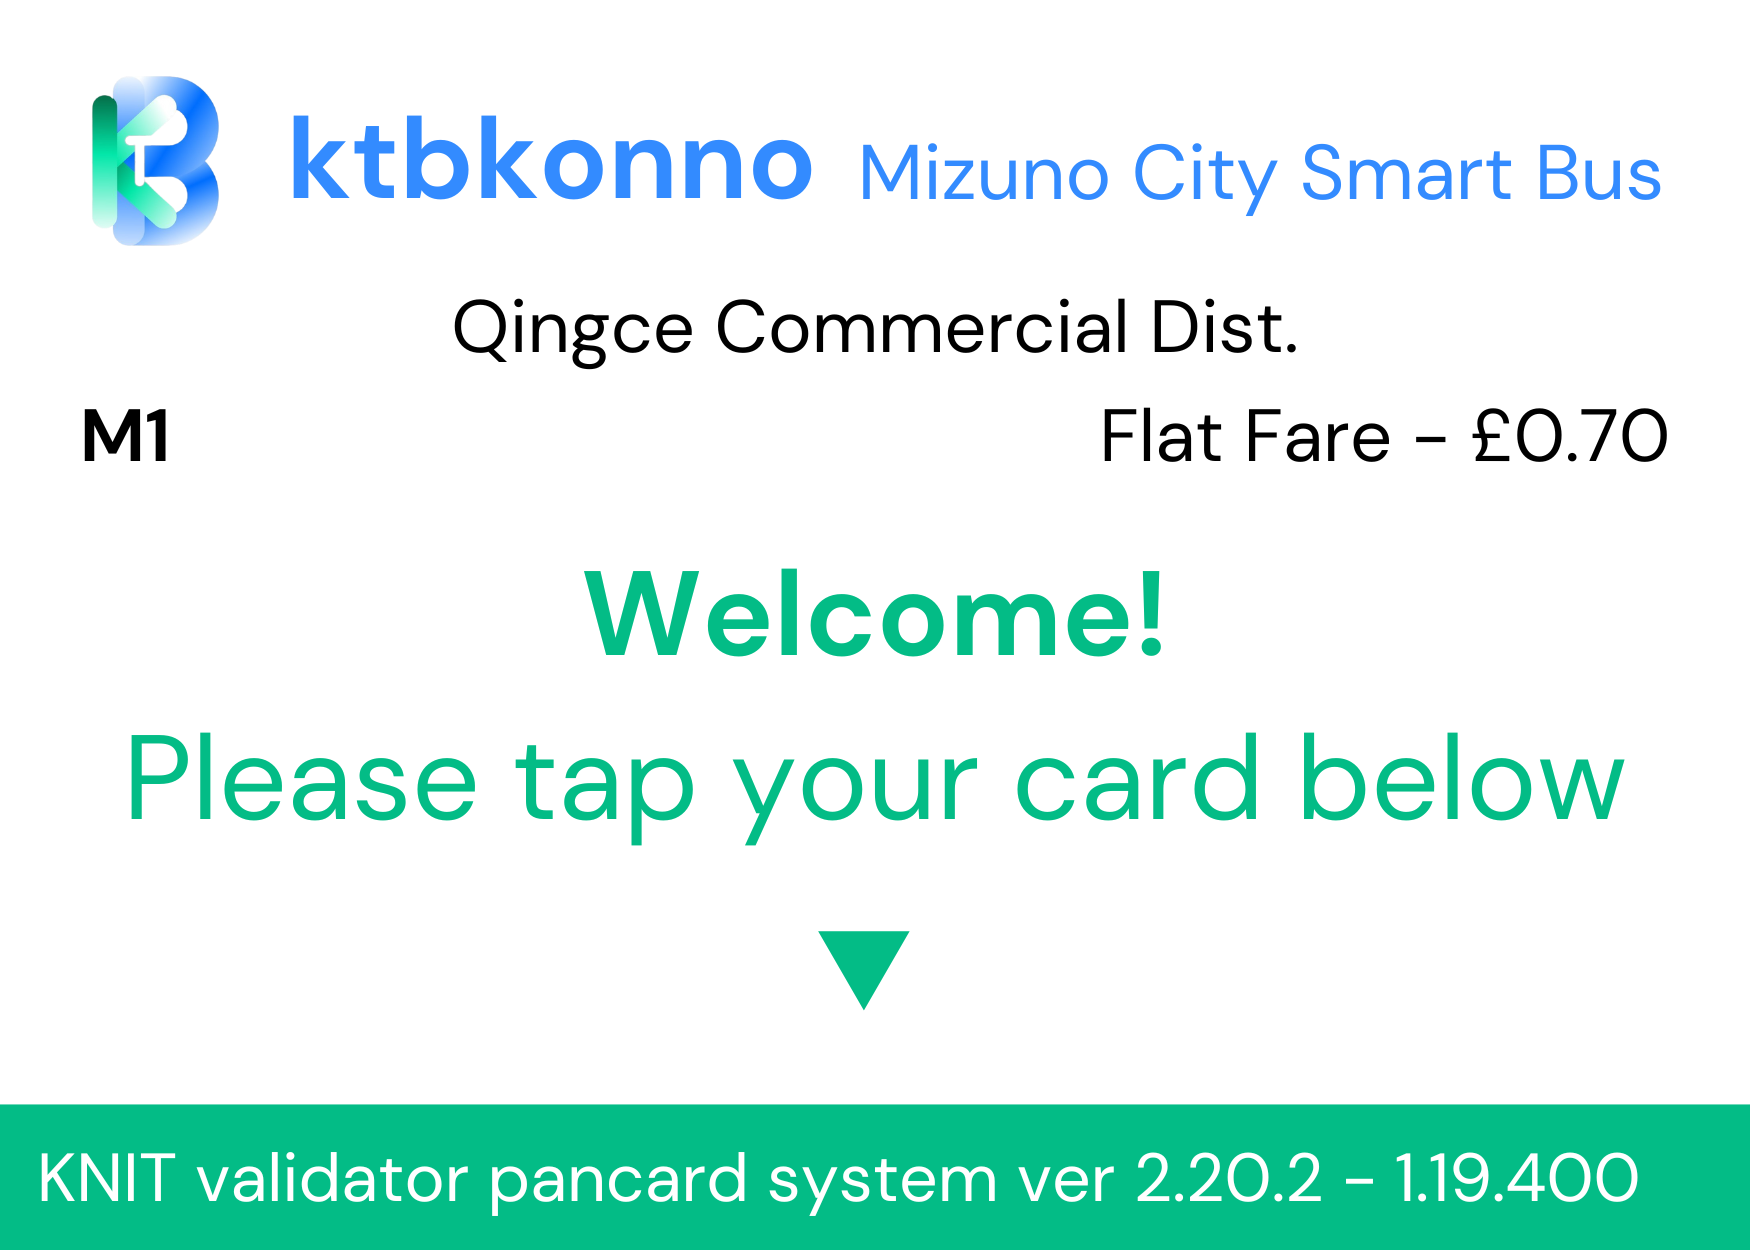 ktbkonno Mizuno City Smart Bus
Qingce Commercial Dist.
M1 Flat Fare - £0.70
Welcome!
Please tap your card below
KNIT validator pancard system ver 2.20.2 - 1.19.400